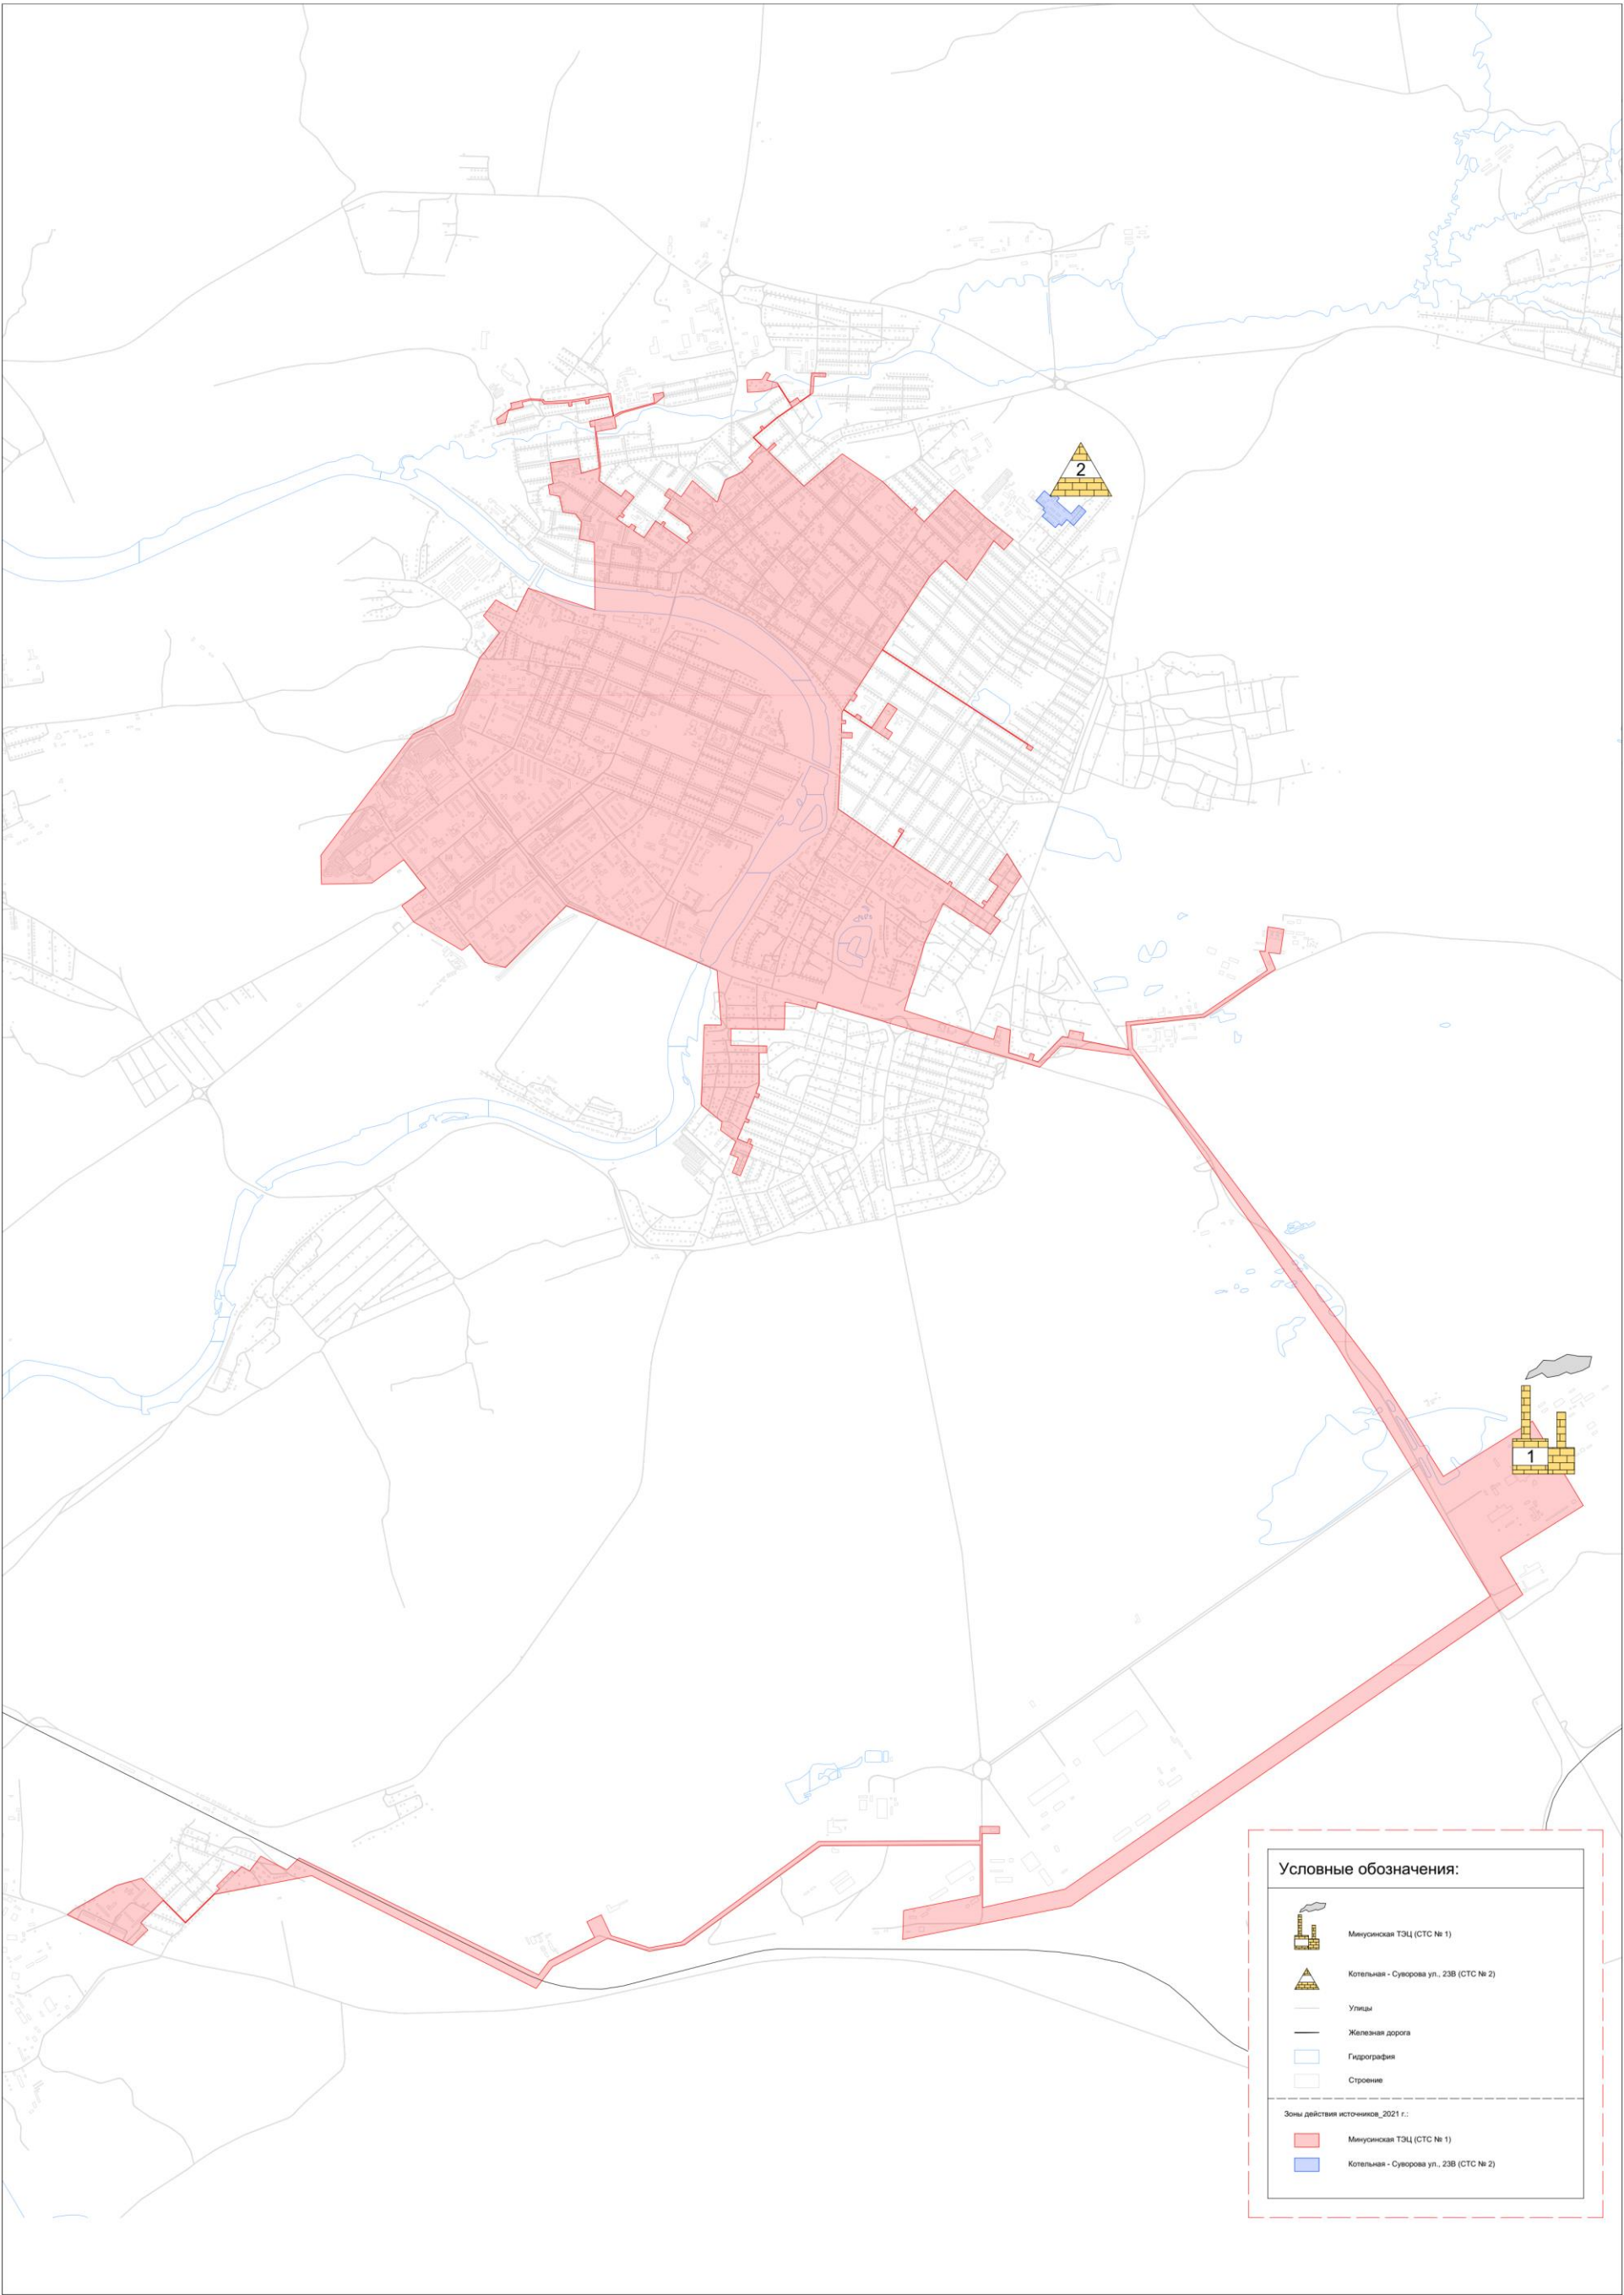 2
1
Условные обозначения:
Минусинская ТЭЦ (СТС № 1)
Котельная - Суворова ул., 23В (СТС № 2)
Улицы
Железная дорога
Гидрография
Строение
Зоны действия источников_2021 г.:
Минусинская ТЭЦ (СТС № 1)
Котельная - Суворова ул., 23В (СТС № 2)